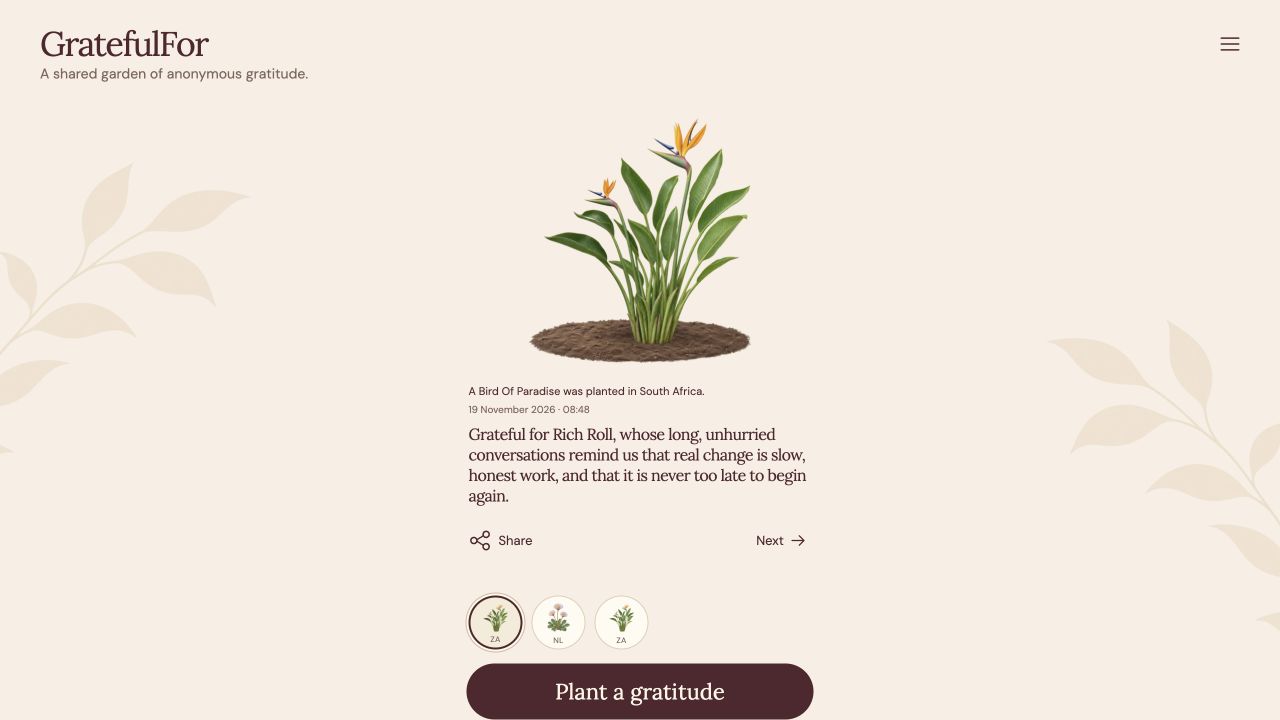 GratefulFor
A shared garden of anonymous gratitude.
A Bird Of Paradise was planted in South Africa.
19 November 2026 · 08:48
Grateful for Rich Roll, whose long, unhurried
conversations remind us that real change is slow,
honest work, and that it is never too late to begin
again.
Share
Next
ZA
NL
ZA
Plant a gratitude